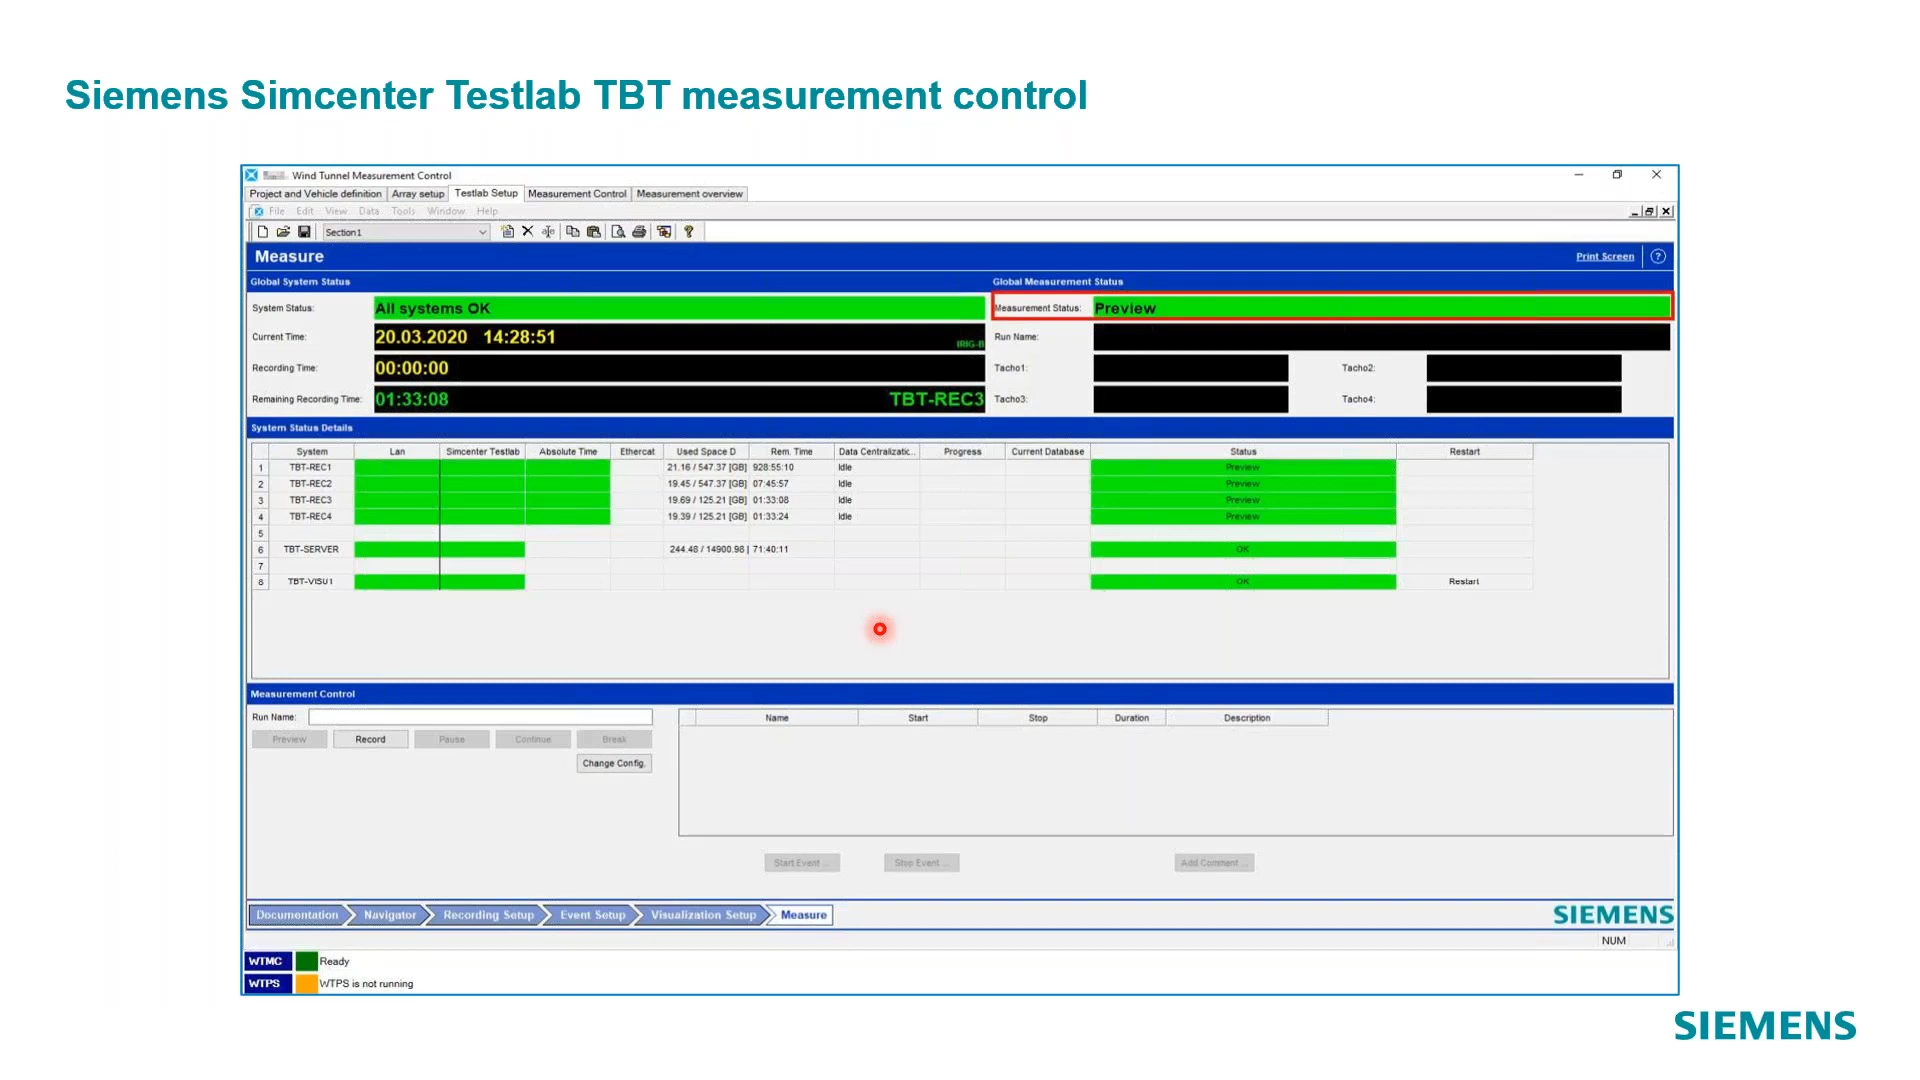 Siemens Simcenter Testlab TBT measurement control
Wind Tunnel Measurement Control
Project and Vehicle definition Array setup Testlab Setup Measurement Control Measurement overview
File Edit View Data Tools Window Help
Section1
Measure Print Screen ?
Global System Status Global Measurement Status
System Status: All systems OK Measurement Status: Preview
Current Time: 20.03.2020 14:28:51 IRIG-B Run Name:
Recording Time: 00:00:00 Tacho1: Tacho2:
Remaining Recording Time: 01:33:08 TBT-REC3 Tacho3: Tacho4:
System Status Details
System Lan Simcenter Testlab Absolute Time Ethercat Used Space D Rem. Time Data Centralizatic... Progress Current Database Status Restart
1 TBT-REC1 21.16 / 547.37 [GB] 928:55:10 Idle Preview
2 TBT-REC2 19.45 / 547.37 [GB] 07:45:57 Idle Preview
3 TBT-REC3 19.69 / 125.21 [GB] 01:33:08 Idle Preview
4 TBT-REC4 19.39 / 125.21 [GB] 01:33:24 Idle Preview
5
6 TBT-SERVER 244.48 / 14900.98 | 71:40:11 OK
7
8 TBT-VISU1 OK Restart
Measurement Control
Run Name: Name Start Stop Duration Description
Preview Record Pause Continue Break
Change Config.
Start Event ... Stop Event ... Add Comment ...
Documentation Navigator Recording Setup Event Setup Visualization Setup Measure SIEMENS
NUM
WTMC Ready
WTPS WTPS is not running
SIEMENS